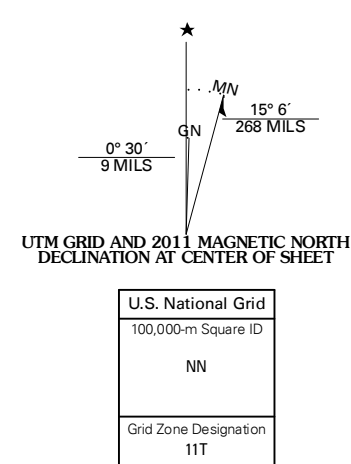 ★
MN
GN
15° 6´
268 MILS
0° 30´
9 MILS
UTM GRID AND 2011 MAGNETIC NORTH
DECLINATION AT CENTER OF SHEET
U.S. National Grid
100,000-m Square ID
NN
Grid Zone Designation
11T